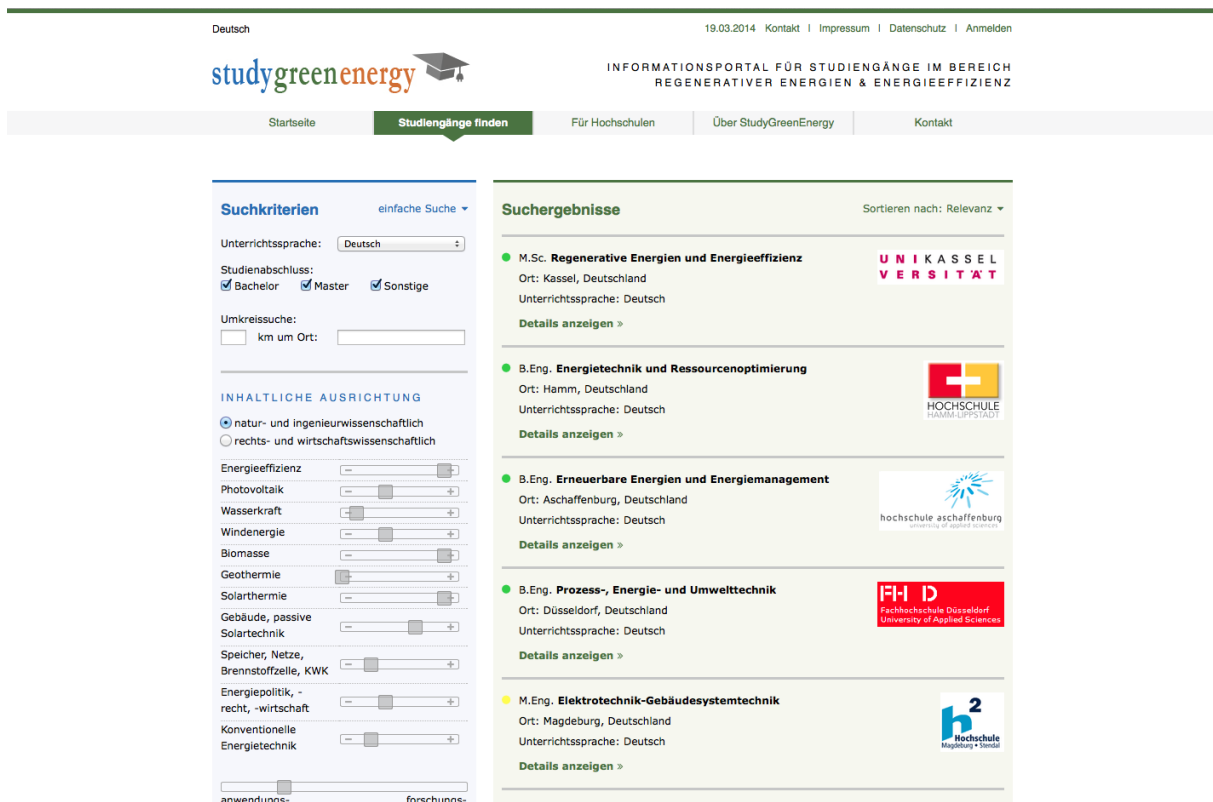 Deutsch
19.03.2014 Kontakt | Impressum | Datenschutz | Anmelden
studygreenenergy
INFORMATIONSPORTAL FÜR STUDIENGÄNGE IM BEREICH
REGENERATIVER ENERGIEN & ENERGIEEFFIZIENZ
Startseite
Studiengänge finden
Für Hochschulen
Über StudyGreenEnergy
Kontakt
Suchkriterien
einfache Suche
Unterrichtssprache: Deutsch
Studienabschluss:
Bachelor Master Sonstige
Umkreissuche:
km um Ort:
INHALTLICHE AUSRICHTUNG
natur- und ingenieurwissenschaftlich
rechts- und wirtschaftswissenschaftlich
Energieeffizienz
Photovoltaik
Wasserkraft
Windenergie
Biomasse
Geothermie
Solarthermie
Gebäude, passive
Solartechnik
Speicher, Netze,
Brennstoffzelle, KWK
Energiepolitik, -
recht, -wirtschaft
Konventionelle
Energietechnik
anwendungs-
forschungs-
Suchergebnisse
Sortieren nach: Relevanz
M.Sc. Regenerative Energien und Energieeffizienz
Ort: Kassel, Deutschland
Unterrichtssprache: Deutsch
Details anzeigen »
UNIKASSEL
VERSITÄT
B.Eng. Energietechnik und Ressourcenoptimierung
Ort: Hamm, Deutschland
Unterrichtssprache: Deutsch
Details anzeigen »
HOCHSCHULE
HAMM-LIPPSTADT
B.Eng. Erneuerbare Energien und Energiemanagement
Ort: Aschaffenburg, Deutschland
Unterrichtssprache: Deutsch
Details anzeigen »
hochschule aschaffenburg
university of applied sciences
B.Eng. Prozess-, Energie- und Umwelttechnik
Ort: Düsseldorf, Deutschland
Unterrichtssprache: Deutsch
Details anzeigen »
FH D
Fachhochschule Düsseldorf
University of Applied Sciences
M.Eng. Elektrotechnik-Gebäudesystemtechnik
Ort: Magdeburg, Deutschland
Unterrichtssprache: Deutsch
Details anzeigen »
h2
Hochschule
Magdeburg • Stendal